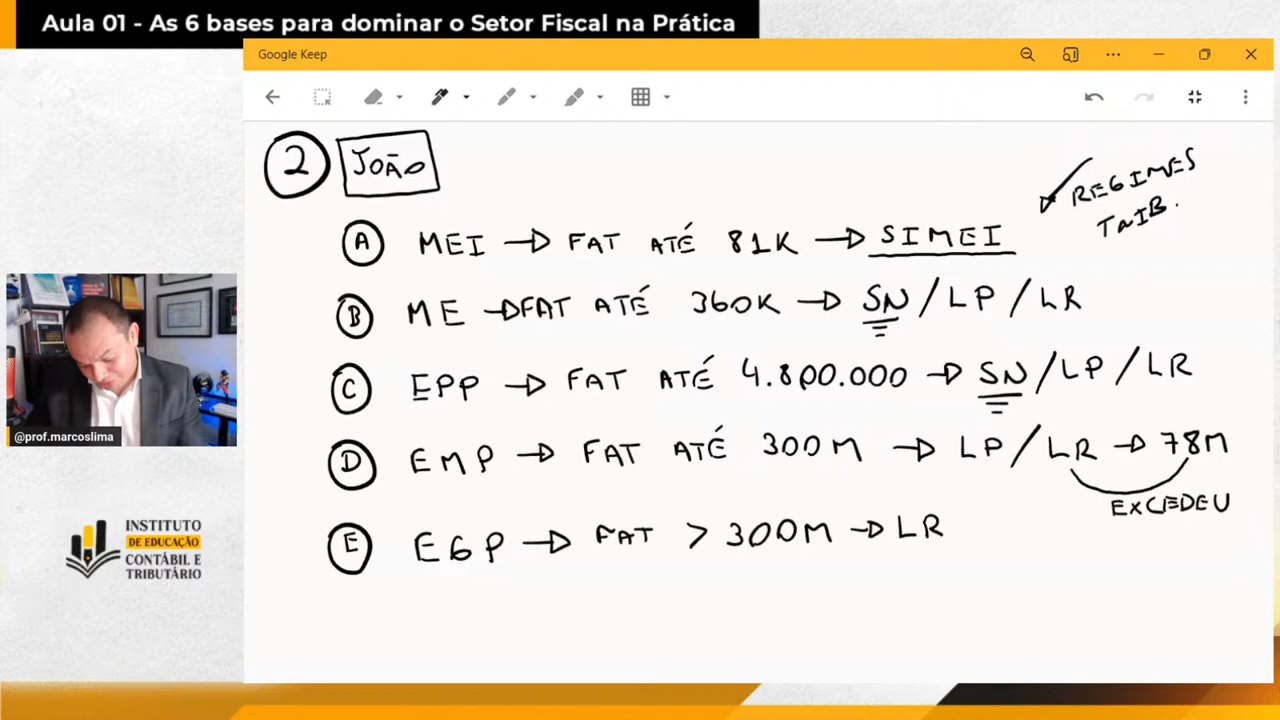 Aula 01 - As 6 bases para dominar o Setor Fiscal na Prática
Google Keep
2 JOÃO
REGIMES
TRIB.
A MEI → FAT ATÉ 81K → SIMEI
B ME → FAT ATÉ 360K → SN / LP / LR
C EPP → FAT ATÉ 4.800.000 → SN / LP / LR
D EMP → FAT ATÉ 300M → LP / LR → 78M
EXCEDEU
E EGP → FAT > 300M → LR
@prof.marcoslima
INSTITUTO
DE EDUCAÇÃO
CONTÁBIL E
TRIBUTÁRIO